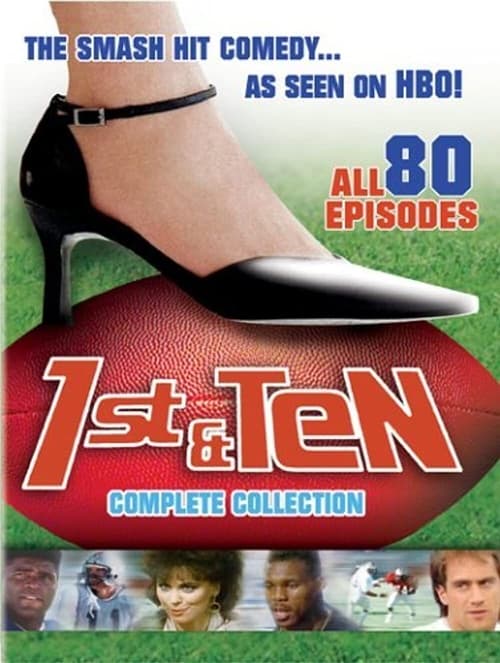 THE SMASH HIT COMEDY...
AS SEEN ON HBO!
ALL 80
EPISODES
1st & TeN
COMPLETE COLLECTION